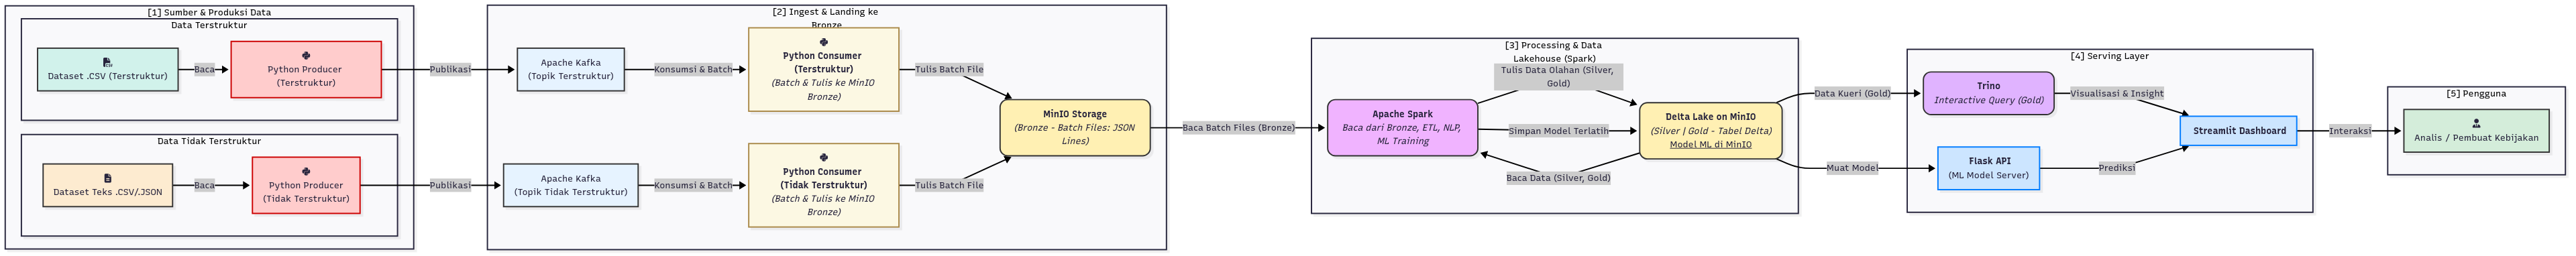 [1] Sumber & Produksi Data
Data Terstruktur
Dataset .CSV (Terstruktur)
Baca
Python Producer
(Terstruktur)
Publikasi
Data Tidak Terstruktur
Dataset Teks .CSV/.JSON
Baca
Python Producer
(Tidak Terstruktur)
Publikasi
[2] Ingest & Landing ke
Bronze
Apache Kafka
(Topik Terstruktur)
Konsumsi & Batch
Python Consumer
(Terstruktur)
(Batch & Tulis ke MinIO
Bronze)
Tulis Batch File
Apache Kafka
(Topik Tidak Terstruktur)
Konsumsi & Batch
Python Consumer
(Tidak Terstruktur)
(Batch & Tulis ke MinIO
Bronze)
Tulis Batch File
MinIO Storage
(Bronze - Batch Files: JSON
Lines)
Baca Batch Files (Bronze)
[3] Processing & Data
Lakehouse (Spark)
Apache Spark
Baca dari Bronze, ETL, NLP,
ML Training
Tulis Data Olahan (Silver,
Gold)
Simpan Model Terlatih
Baca Data (Silver, Gold)
Delta Lake on MinIO
(Silver | Gold - Tabel Delta)
Model ML di MinIO
Data Kueri (Gold)
Muat Model
[4] Serving Layer
Trino
Interactive Query (Gold)
Visualisasi & Insight
Flask API
(ML Model Server)
Prediksi
Streamlit Dashboard
Interaksi
[5] Pengguna
Analis / Pembuat Kebijakan